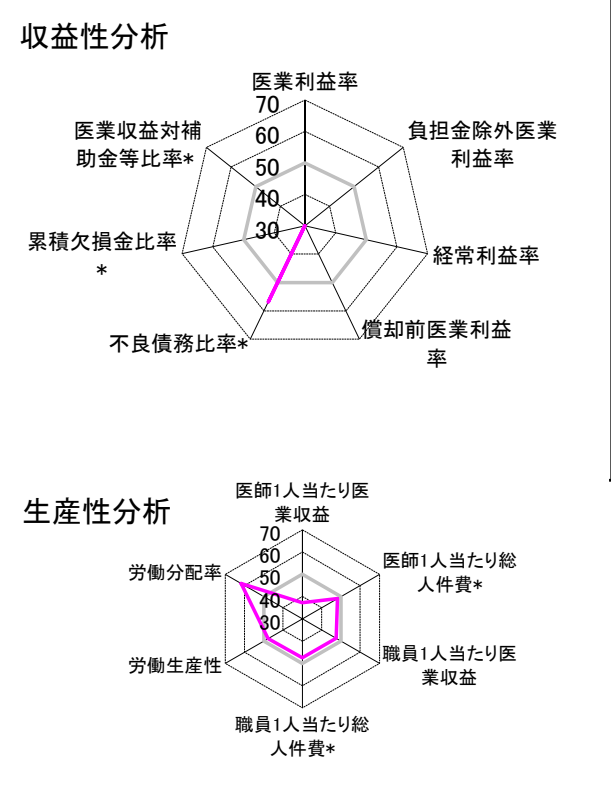 収益性分析
医業利益率
70
60
50
40
30
負担金除外医業
利益率
経常利益率
償却前医業利益
率
不良債務比率*
累積欠損金比率
*
医業収益対補
助金等比率*
生産性分析
医師1人当たり医
業収益
70
60
50
40
30
医師1人当たり総
人件費*
職員1人当たり医
業収益
職員1人当たり総
人件費*
労働生産性
労働分配率